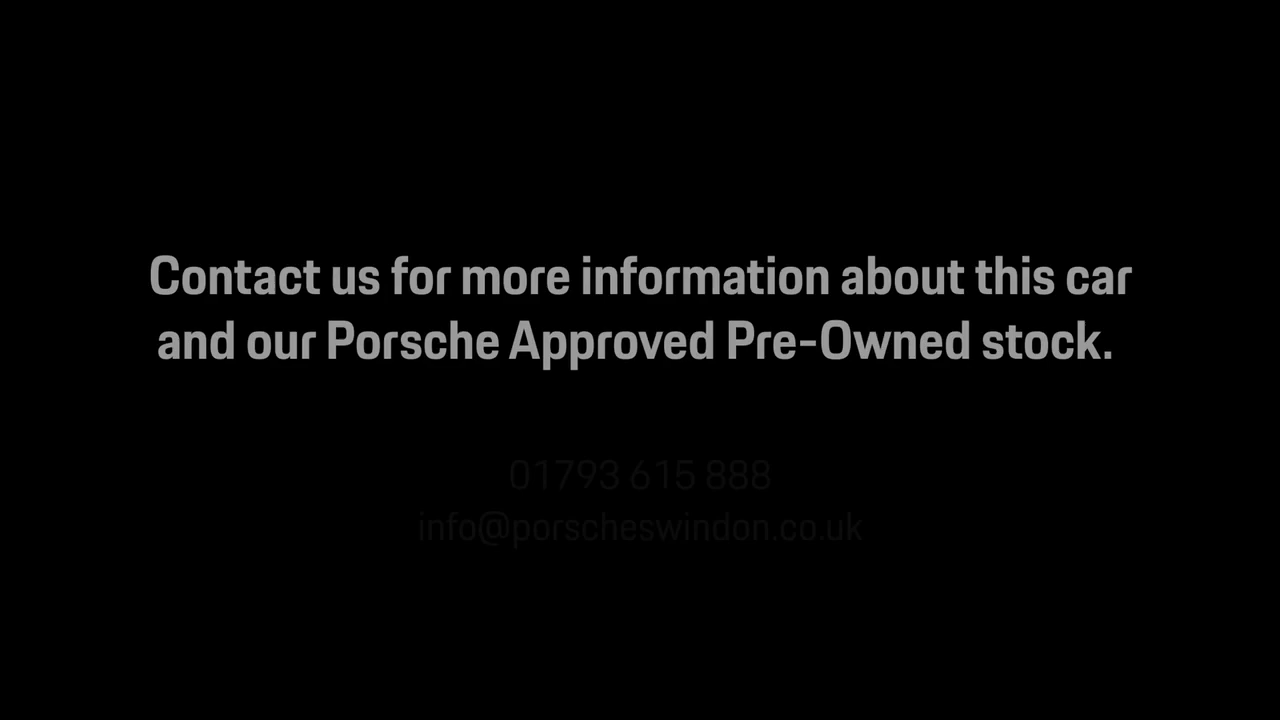 Contact us for more information about this car
and our Porsche Approved Pre-Owned stock.
01793 615 888
info@porscheswindon.co.uk